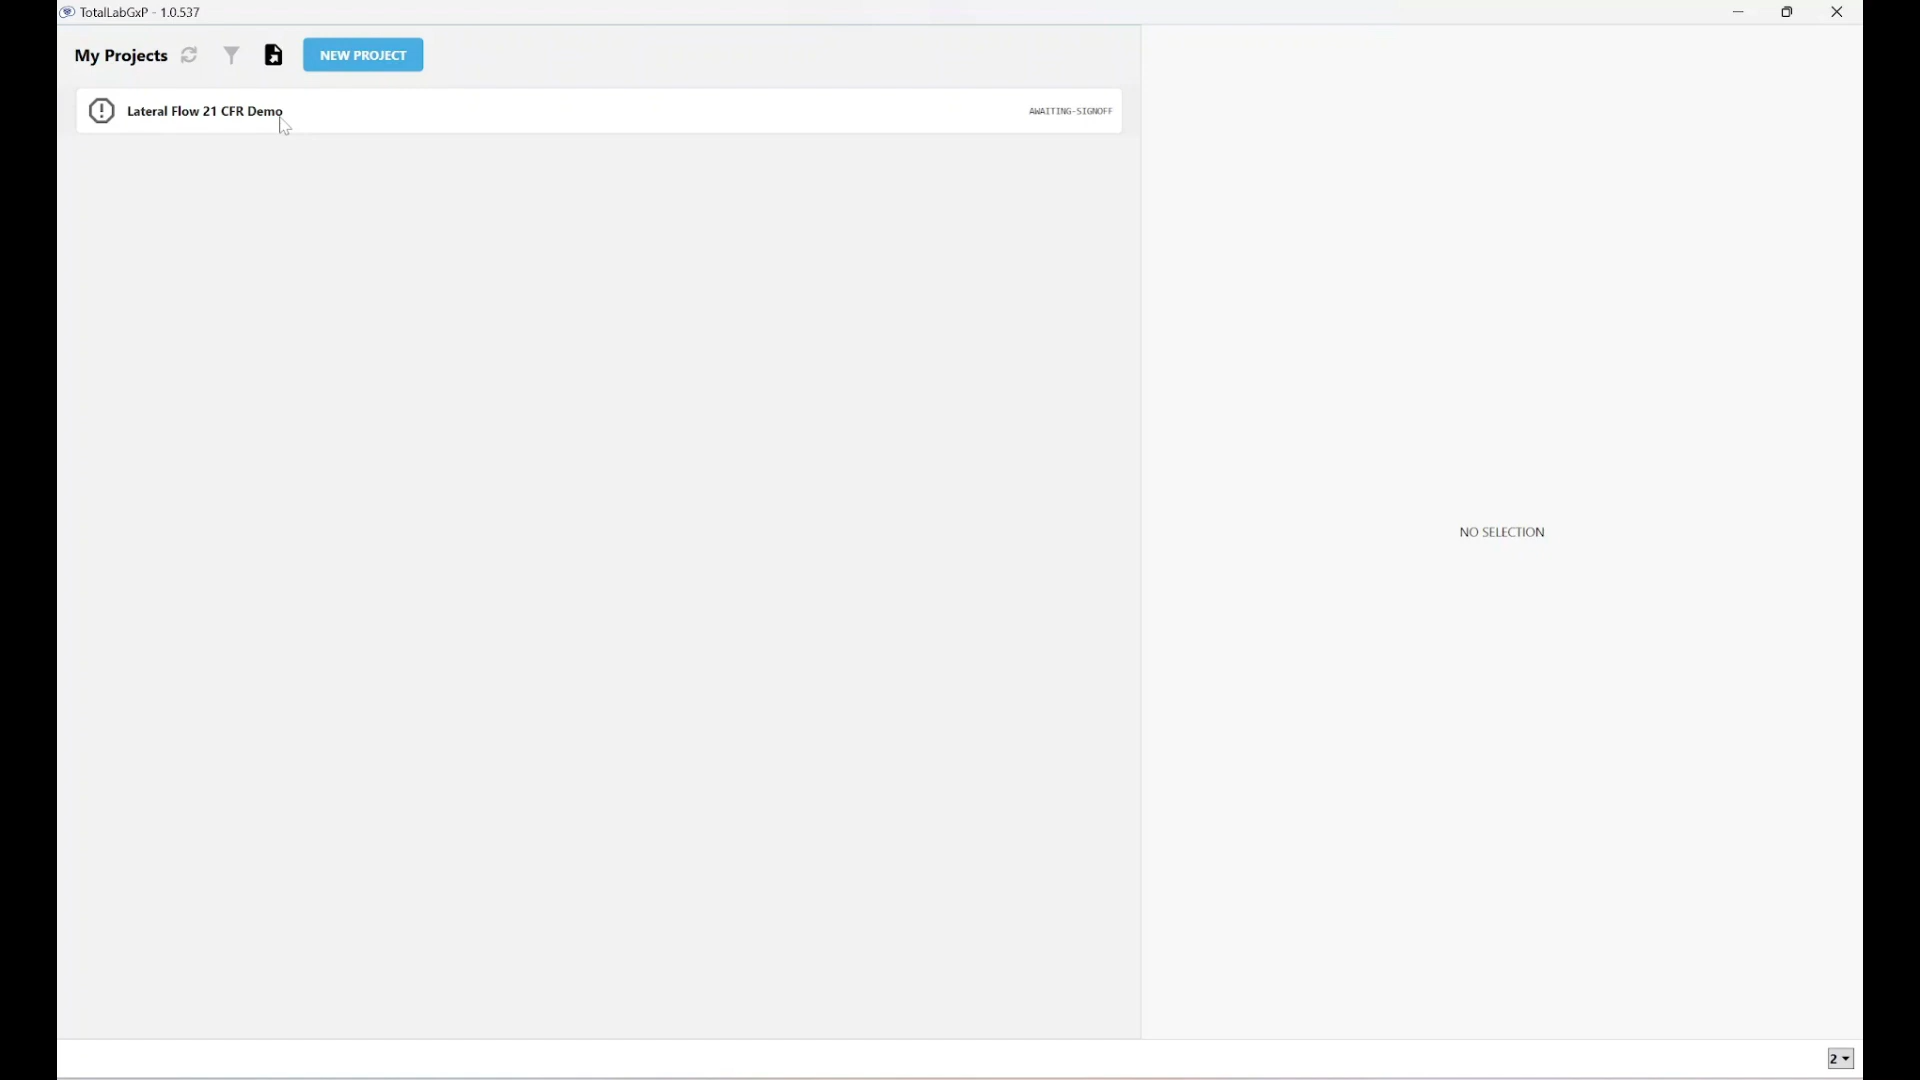 TotalLabGxP - 1.0.537
My Projects
NEW PROJECT
Lateral Flow 21 CFR Demo
AWAITING-SIGNOFF
NO SELECTION
2